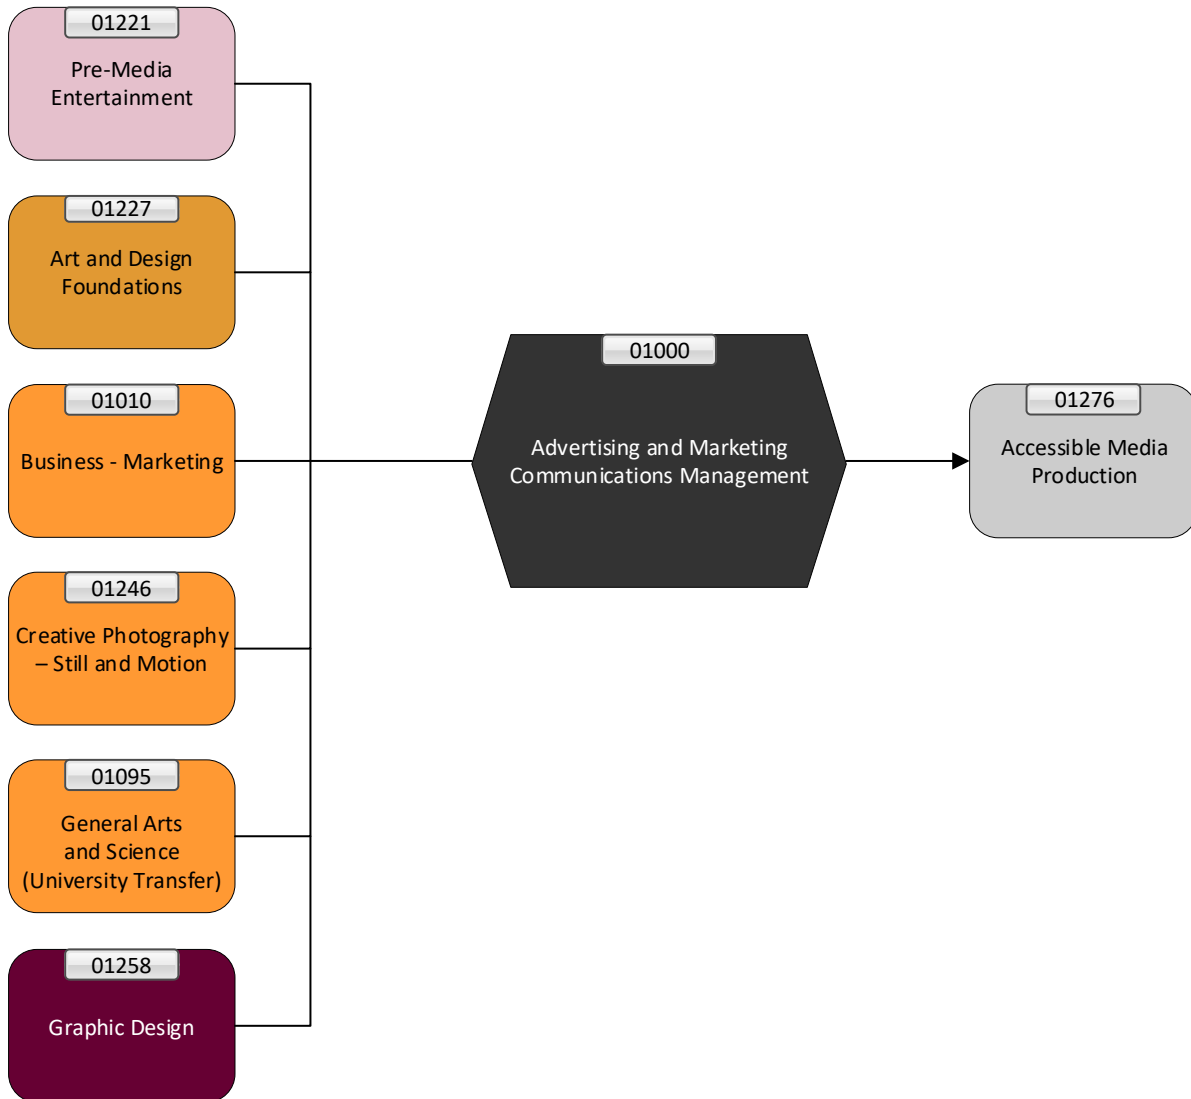 01221
Pre-Media
Entertainment
01227
Art and Design
Foundations
01010
Business - Marketing
01246
Creative Photography
– Still and Motion
01095
General Arts
and Science
(University Transfer)
01258
Graphic Design
01000
Advertising and Marketing
Communications Management
01276
Accessible Media
Production